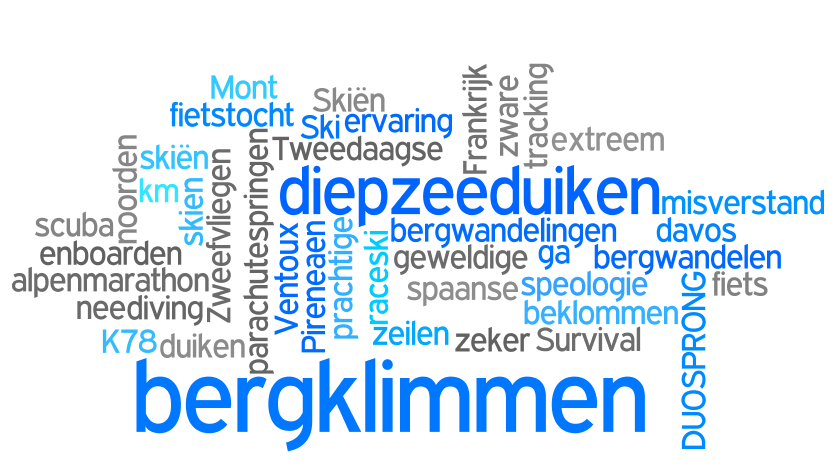 Mont
fietstocht
Skiën
Ski
ervaring
Frankrijk
zware
tracking
extreem
Tweedaagse
noorden
skiën
km
skien
Zweefvliegen
parachutespringen
diepzeeduiken
misverstand
scuba
enboarden
alpenmarathon
neediving
Ventoux
Pireneaen
prachtige
raceski
bergwandelingen
davos
geweldige
ga
bergwandelen
spaanse
speologie
fiets
beklommen
K78
duiken
zeilen
zeker
Survival
DUOSPRONG
bergklimmen